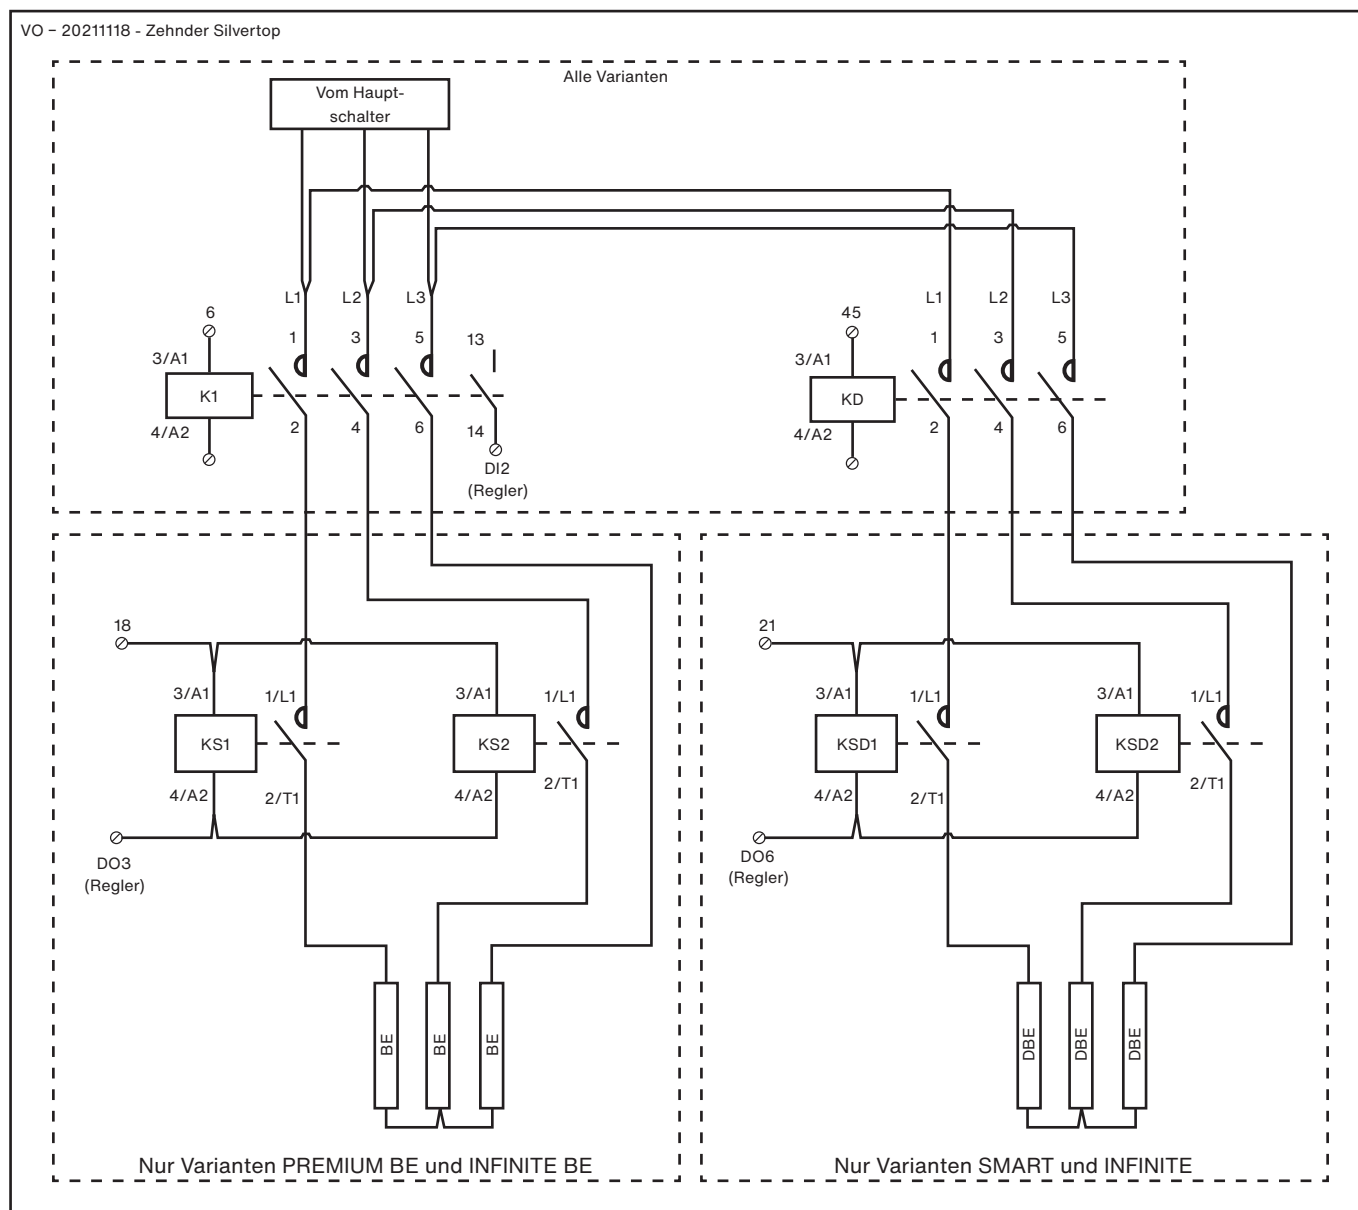 VO – 20211118 - Zehnder Silvertop
Alle Varianten
Vom Haupt-
schalter
L1 L2 L3 L1 L2 L3
6 1 3 5 13 45 1 3 5
3/A1 3/A1
K1 KD
4/A2 2 4 6 14 4/A2 2 4 6
DI2
(Regler)
18 21
3/A1 1/L1 3/A1 1/L1 3/A1 1/L1 3/A1 1/L1
KS1 KS2 KSD1 KSD2
4/A2 2/T1 4/A2 2/T1 4/A2 2/T1 4/A2 2/T1
DO3
(Regler)
DO6
(Regler)
BE BE BE DBE DBE DBE
Nur Varianten PREMIUM BE und INFINITE BE
Nur Varianten SMART und INFINITE